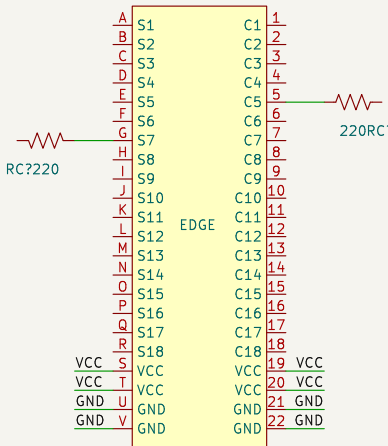 A S1 C1 1
B S2 C2 2
C S3 C3 3
D S4 C4 4
E S5 C5 5
220RC?
F S6 C6 6
G S7 C7 7
RC?220
H S8 C8 8
I S9 C9 9
J S10 C10 10
K S11 C11 11
EDGE
L S12 C12 12
M S13 C13 13
N S14 C14 14
O S15 C15 15
P S16 C16 16
Q S17 C17 17
R S18 C18 18
VCC S VCC VCC 19 VCC
VCC T VCC VCC 20 VCC
GND U GND GND 21 GND
GND V GND GND 22 GND